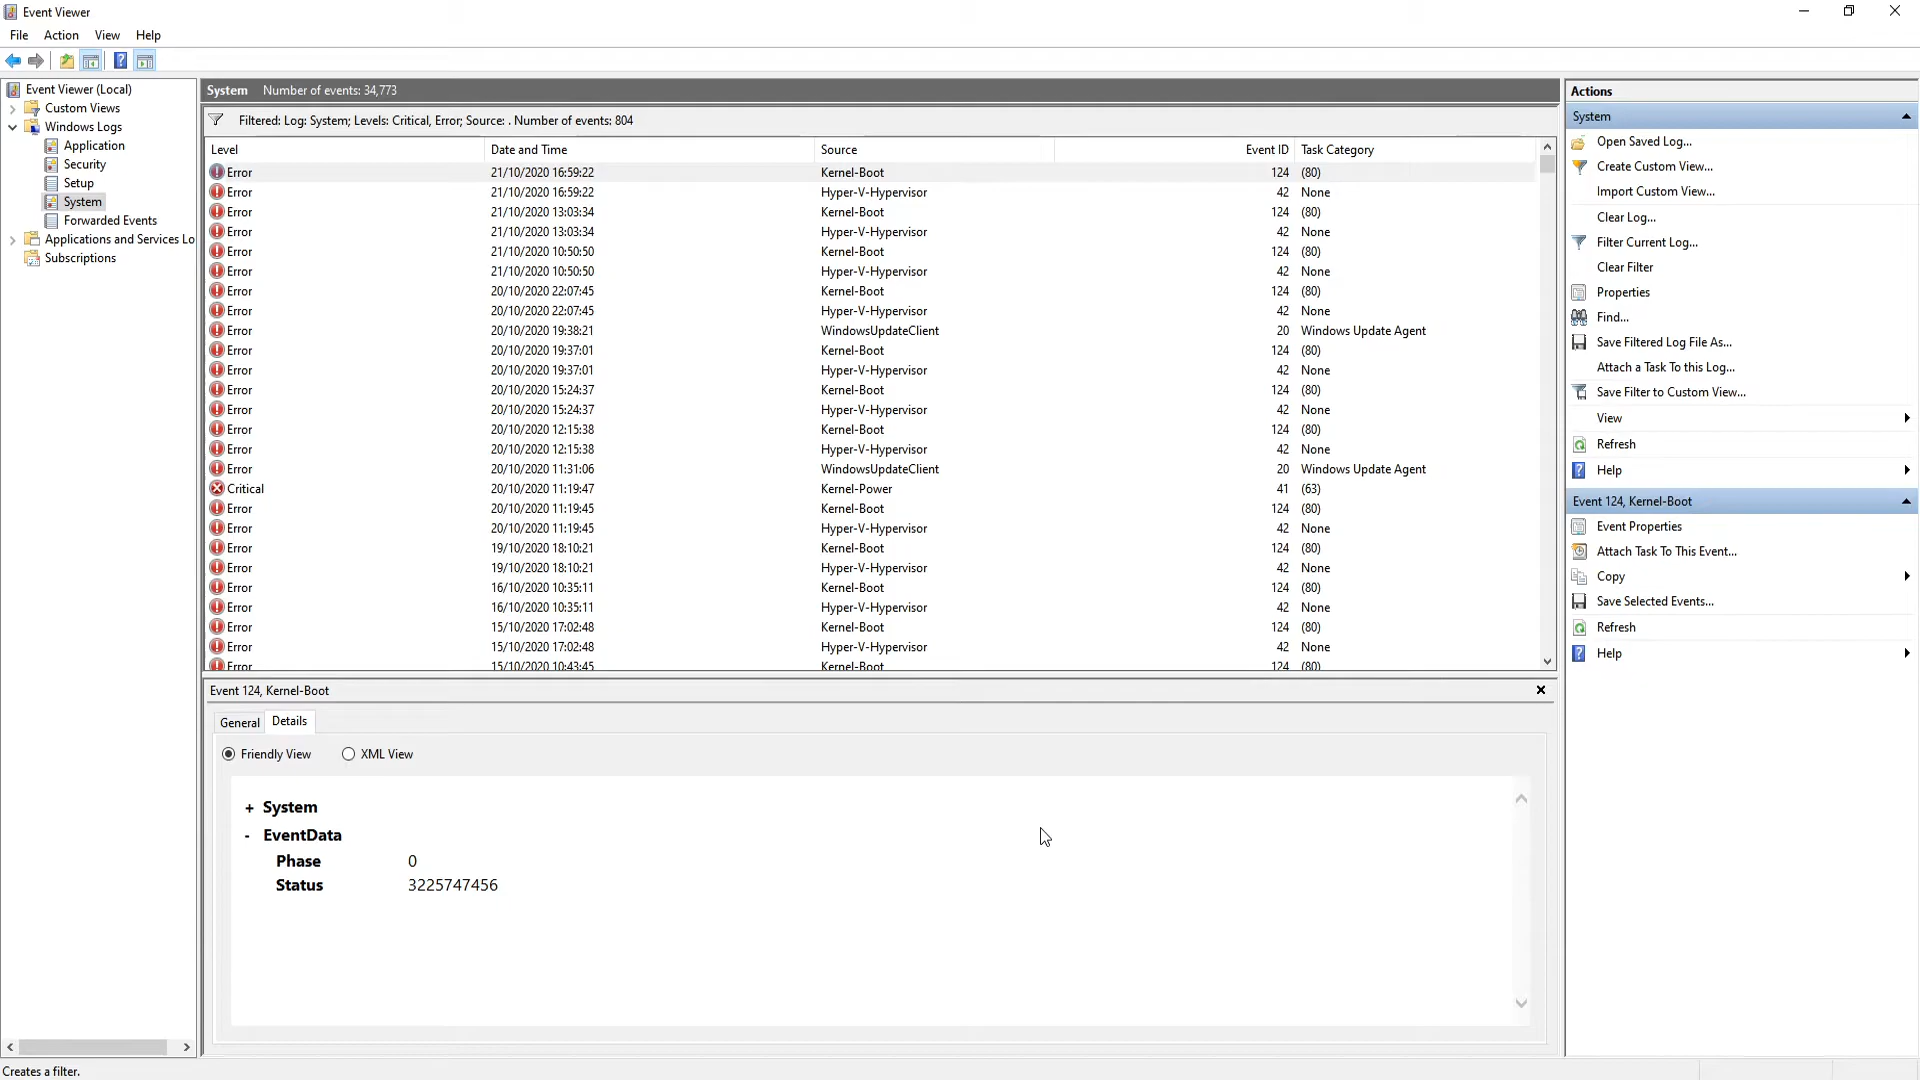 Event Viewer
File Action View Help
Event Viewer (Local)
Custom Views
Windows Logs
Application
Security
Setup
System
Forwarded Events
Applications and Services Lo
Subscriptions
System Number of events: 34,773
Filtered: Log: System; Levels: Critical, Error; Source: . Number of events: 804
Level Date and Time Source Event ID Task Category
Error 21/10/2020 16:59:22 Kernel-Boot 124 (80)
Error 21/10/2020 16:59:22 Hyper-V-Hypervisor 42 None
Error 21/10/2020 13:03:34 Kernel-Boot 124 (80)
Error 21/10/2020 13:03:34 Hyper-V-Hypervisor 42 None
Error 21/10/2020 10:50:50 Kernel-Boot 124 (80)
Error 21/10/2020 10:50:50 Hyper-V-Hypervisor 42 None
Error 20/10/2020 22:07:45 Kernel-Boot 124 (80)
Error 20/10/2020 22:07:45 Hyper-V-Hypervisor 42 None
Error 20/10/2020 19:38:21 WindowsUpdateClient 20 Windows Update Agent
Error 20/10/2020 19:37:01 Kernel-Boot 124 (80)
Error 20/10/2020 19:37:01 Hyper-V-Hypervisor 42 None
Error 20/10/2020 15:24:37 Kernel-Boot 124 (80)
Error 20/10/2020 15:24:37 Hyper-V-Hypervisor 42 None
Error 20/10/2020 12:15:38 Kernel-Boot 124 (80)
Error 20/10/2020 12:15:38 Hyper-V-Hypervisor 42 None
Error 20/10/2020 11:31:06 WindowsUpdateClient 20 Windows Update Agent
Critical 20/10/2020 11:19:47 Kernel-Power 41 (63)
Error 20/10/2020 11:19:45 Kernel-Boot 124 (80)
Error 20/10/2020 11:19:45 Hyper-V-Hypervisor 42 None
Error 19/10/2020 18:10:21 Kernel-Boot 124 (80)
Error 19/10/2020 18:10:21 Hyper-V-Hypervisor 42 None
Error 16/10/2020 10:35:11 Kernel-Boot 124 (80)
Error 16/10/2020 10:35:11 Hyper-V-Hypervisor 42 None
Error 15/10/2020 17:02:48 Kernel-Boot 124 (80)
Error 15/10/2020 17:02:48 Hyper-V-Hypervisor 42 None
Error 15/10/2020 10:43:45 Kernel-Boot 124 (80)
Event 124, Kernel-Boot
General Details
Friendly View XML View
+ System
- EventData
Phase 0
Status 3225747456
Actions
System
Open Saved Log...
Create Custom View...
Import Custom View...
Clear Log...
Filter Current Log...
Clear Filter
Properties
Find...
Save Filtered Log File As...
Attach a Task To this Log...
Save Filter to Custom View...
View
Refresh
Help
Event 124, Kernel-Boot
Event Properties
Attach Task To This Event...
Copy
Save Selected Events...
Refresh
Help
Creates a filter.